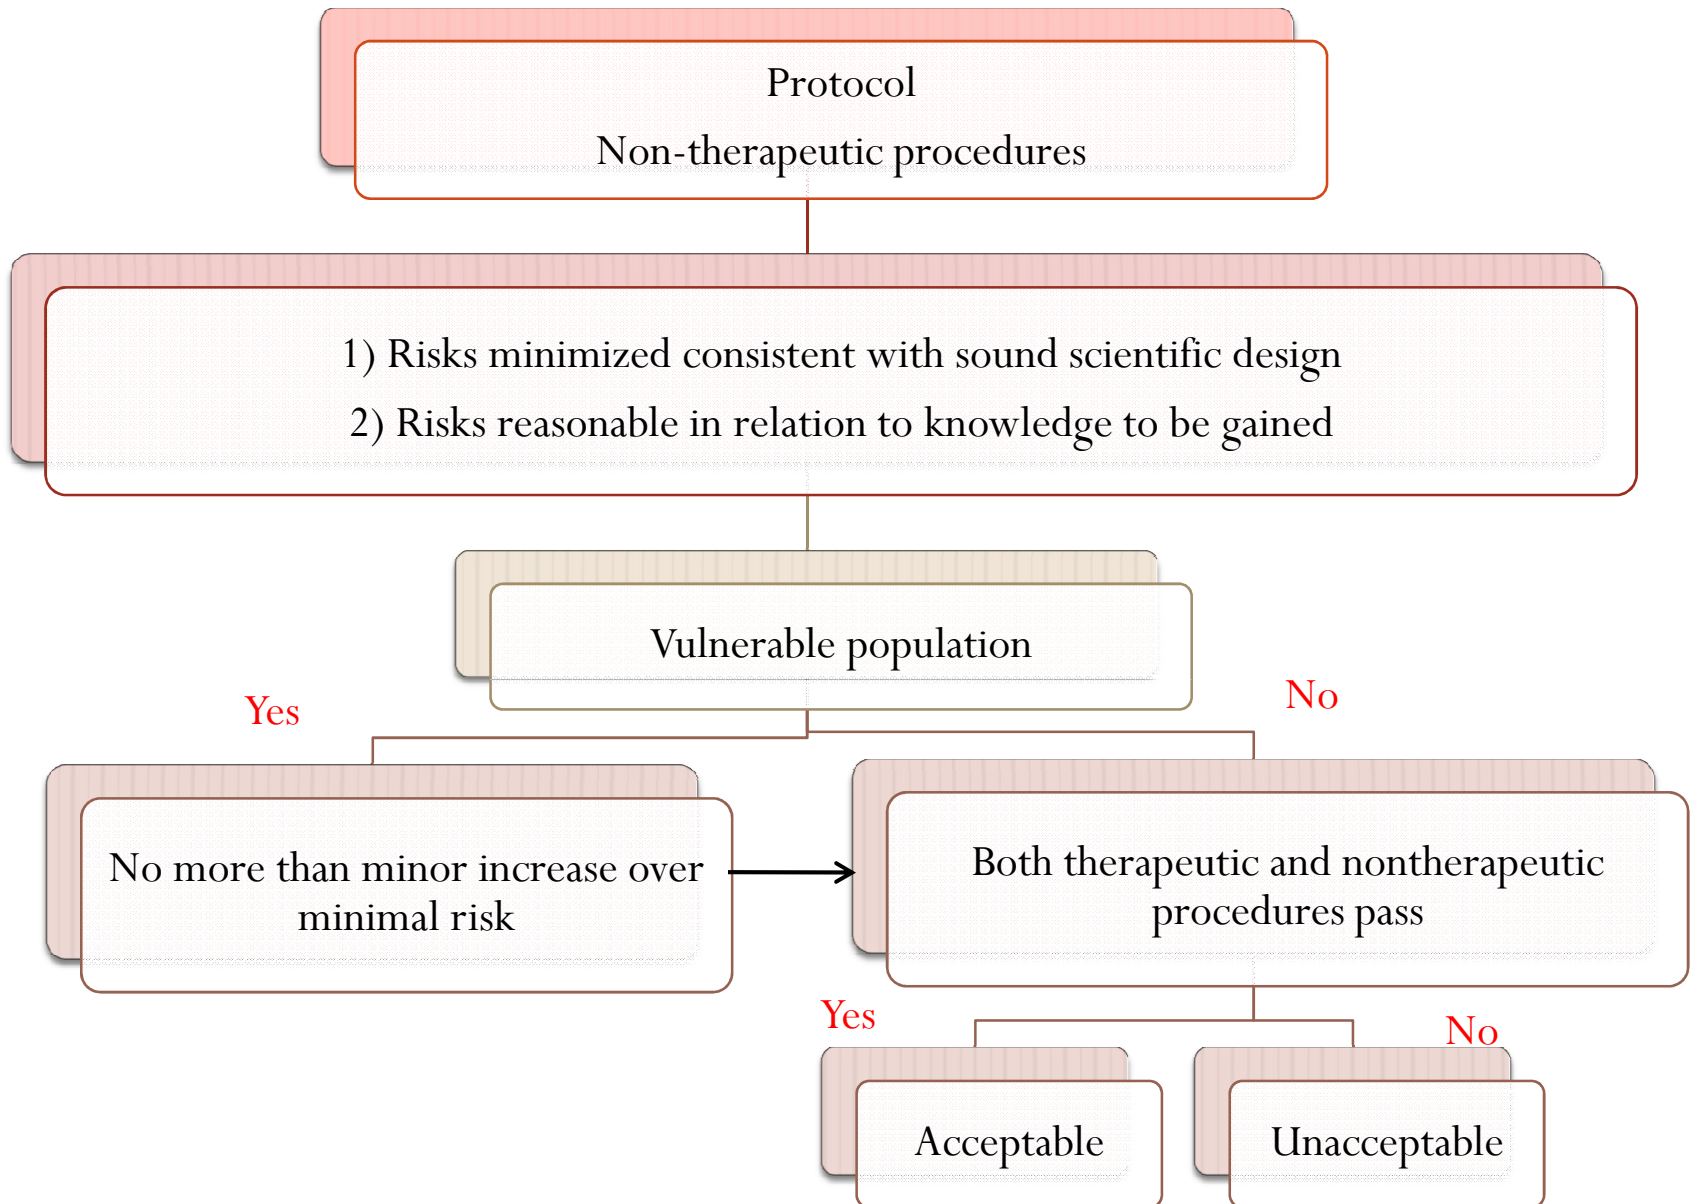 Protocol
Non-therapeutic procedures
1) Risks minimized consistent with sound scientific design
2) Risks reasonable in relation to knowledge to be gained
Vulnerable population
Yes
No
No more than minor increase over
minimal risk
Both therapeutic and nontherapeutic
procedures pass
Yes
No
Acceptable
Unacceptable